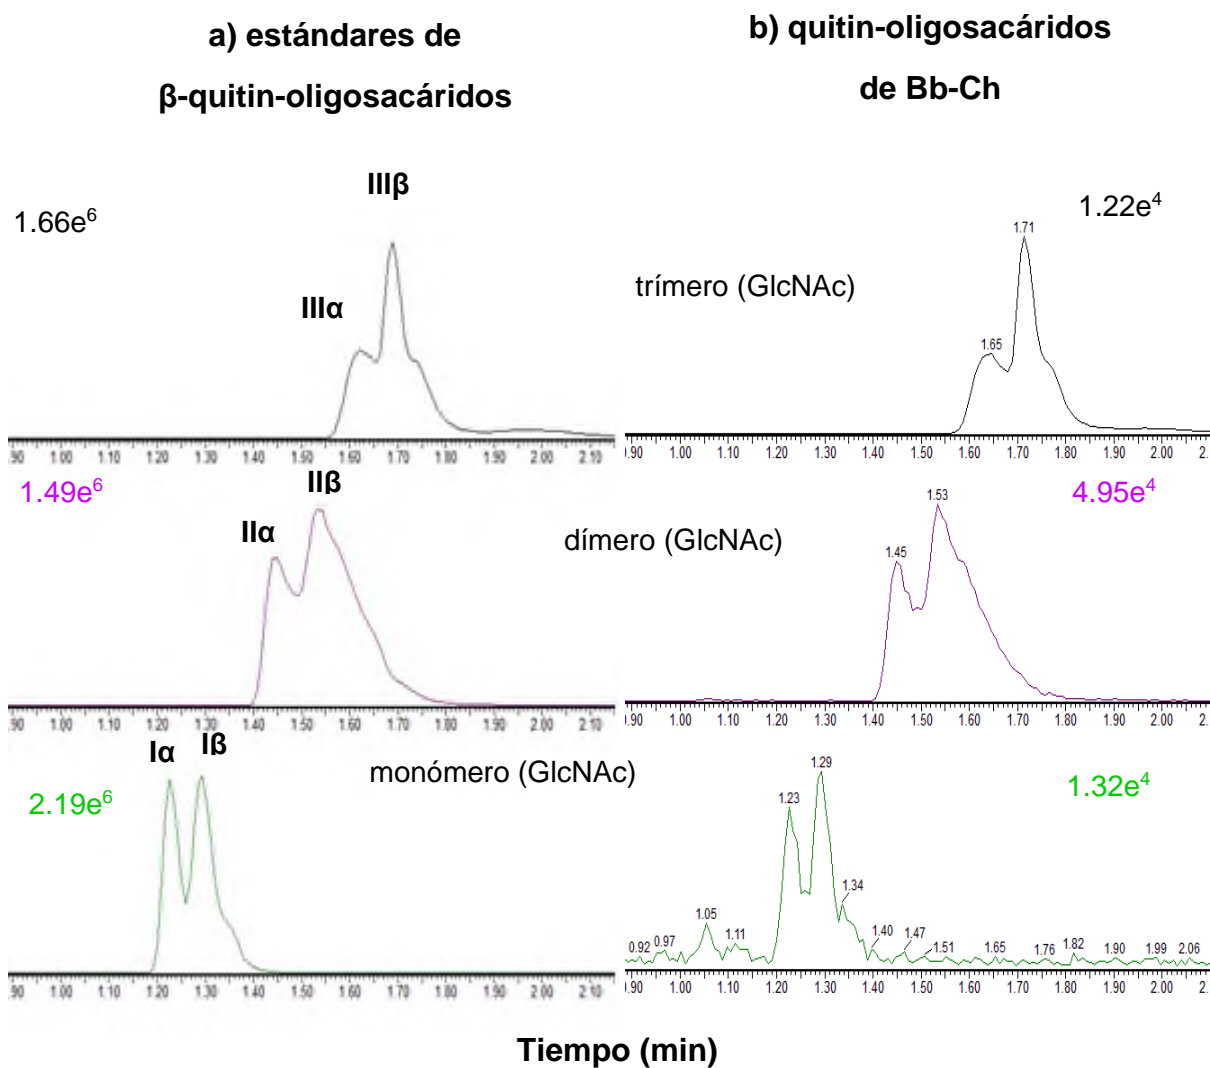 a) estándares de
β-quitin-oligosacáridos
b) quitin-oligosacáridos
de Bb-Ch
IIIβ
1.66e⁶
IIIα
1.22e⁴
1.71
trímero (GlcNAc)
1.65
.90 1.00 1.10 1.20 1.30 1.40 1.50 1.60 1.70 1.80 1.90 2.00 2.10
.90 1.00 1.10 1.20 1.30 1.40 1.50 1.60 1.70 1.80 1.90 2.00 2.
1.49e⁶
IIβ
IIα
4.95e⁴
1.53
dímero (GlcNAc)
1.45
.90 1.00 1.10 1.20 1.30 1.40 1.50 1.60 1.70 1.80 1.90 2.00 2.10
.90 1.00 1.10 1.20 1.30 1.40 1.50 1.60 1.70 1.80 1.90 2.00 2.
Iα Iβ
2.19e⁶
monómero (GlcNAc)
1.32e⁴
1.29
1.23
1.34
1.05
1.11
0.92 0.97
1.40 1.47 1.51 1.65 1.76 1.82 1.90 1.99 2.06
.90 1.00 1.10 1.20 1.30 1.40 1.50 1.60 1.70 1.80 1.90 2.00 2.10
.90 1.00 1.10 1.20 1.30 1.40 1.50 1.60 1.70 1.80 1.90 2.00 2.
Tiempo (min)